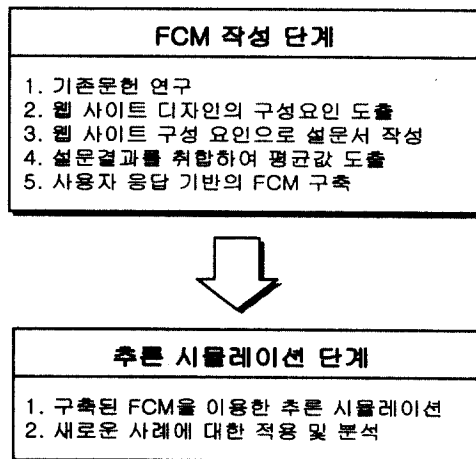 FCM 작성 단계
1. 기존문헌 연구
2. 웹 사이트 디자인의 구성요인 도출
3. 웹 사이트 구성 요인으로 설문서 작성
4. 설문결과를 취합하여 평균값 도출
5. 사용자 응답 기반의 FCM 구축
추론 시뮬레이션 단계
1. 구축된 FCM을 이용한 추론 시뮬레이션
2. 새로운 사례에 대한 적용 및 분석